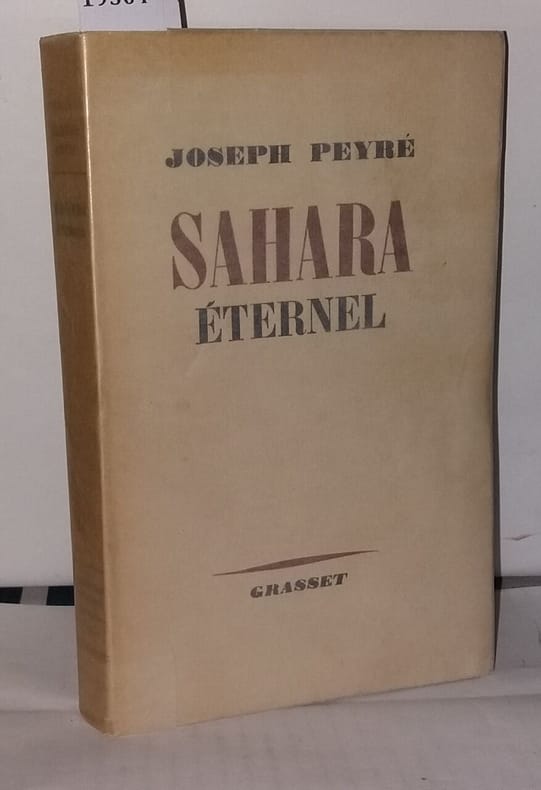 JOSEPH PEYRÉ
SAHARA
ÉTERNEL
GRASSET